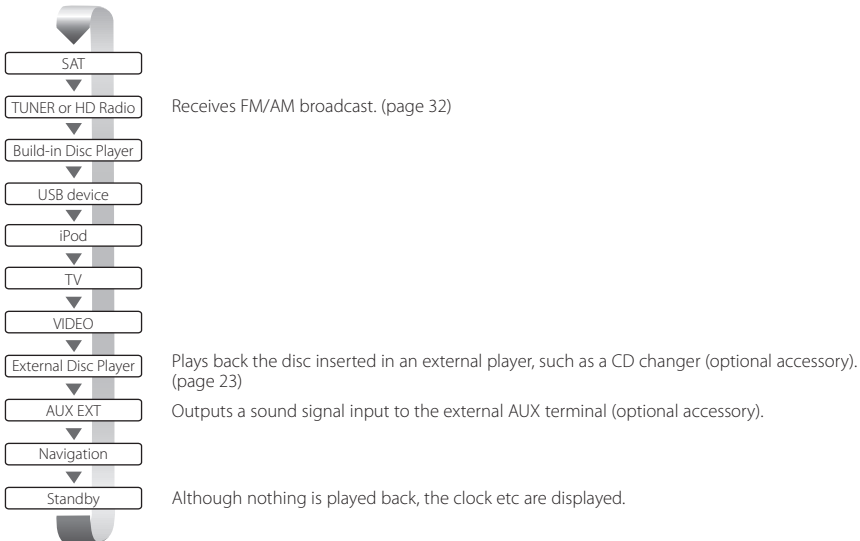 SAT
TUNER or HD Radio
Receives FM/AM broadcast. (page 32)
Build-in Disc Player
USB device
iPod
TV
VIDEO
External Disc Player
Plays back the disc inserted in an external player, such as a CD changer (optional accessory).
(page 23)
AUX EXT
Outputs a sound signal input to the external AUX terminal (optional accessory).
Navigation
Standby
Although nothing is played back, the clock etc are displayed.